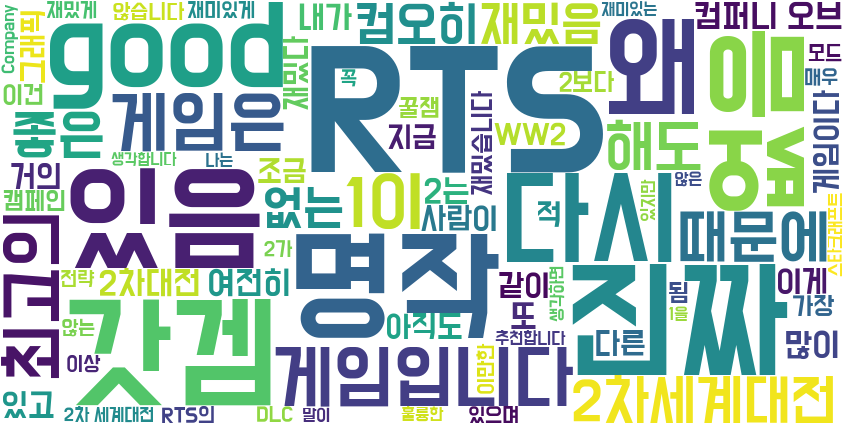 Company
재밌게
않습니다
재미있게
내가
컴오히
재밌음
재미있는
컴퍼니 오브
그래픽
good
재밌다
RTS
꼭
2보다
왜
음
모드
매우
이건
좋은
게임은
꿀잼
지금
WW2
재밌습니다
해도
없
게임이다
생각합니다
나는
거의
조금
1이
2는
사람이
않은
캠페인
있음
없는
다시
적
있지만
때문에
스타크래프트
최고의
2가
명작
전략
2차대전
여전히
같이
진짜
됨
이게
갓겜
또
생각하면
1을
가장
않는
아직도
추천합니다
다른
많이
이상
게임입니다
이만한
2차세계대전
있고
2차 세계대전
RTS의
DLC
말이
훌륭한
있으며